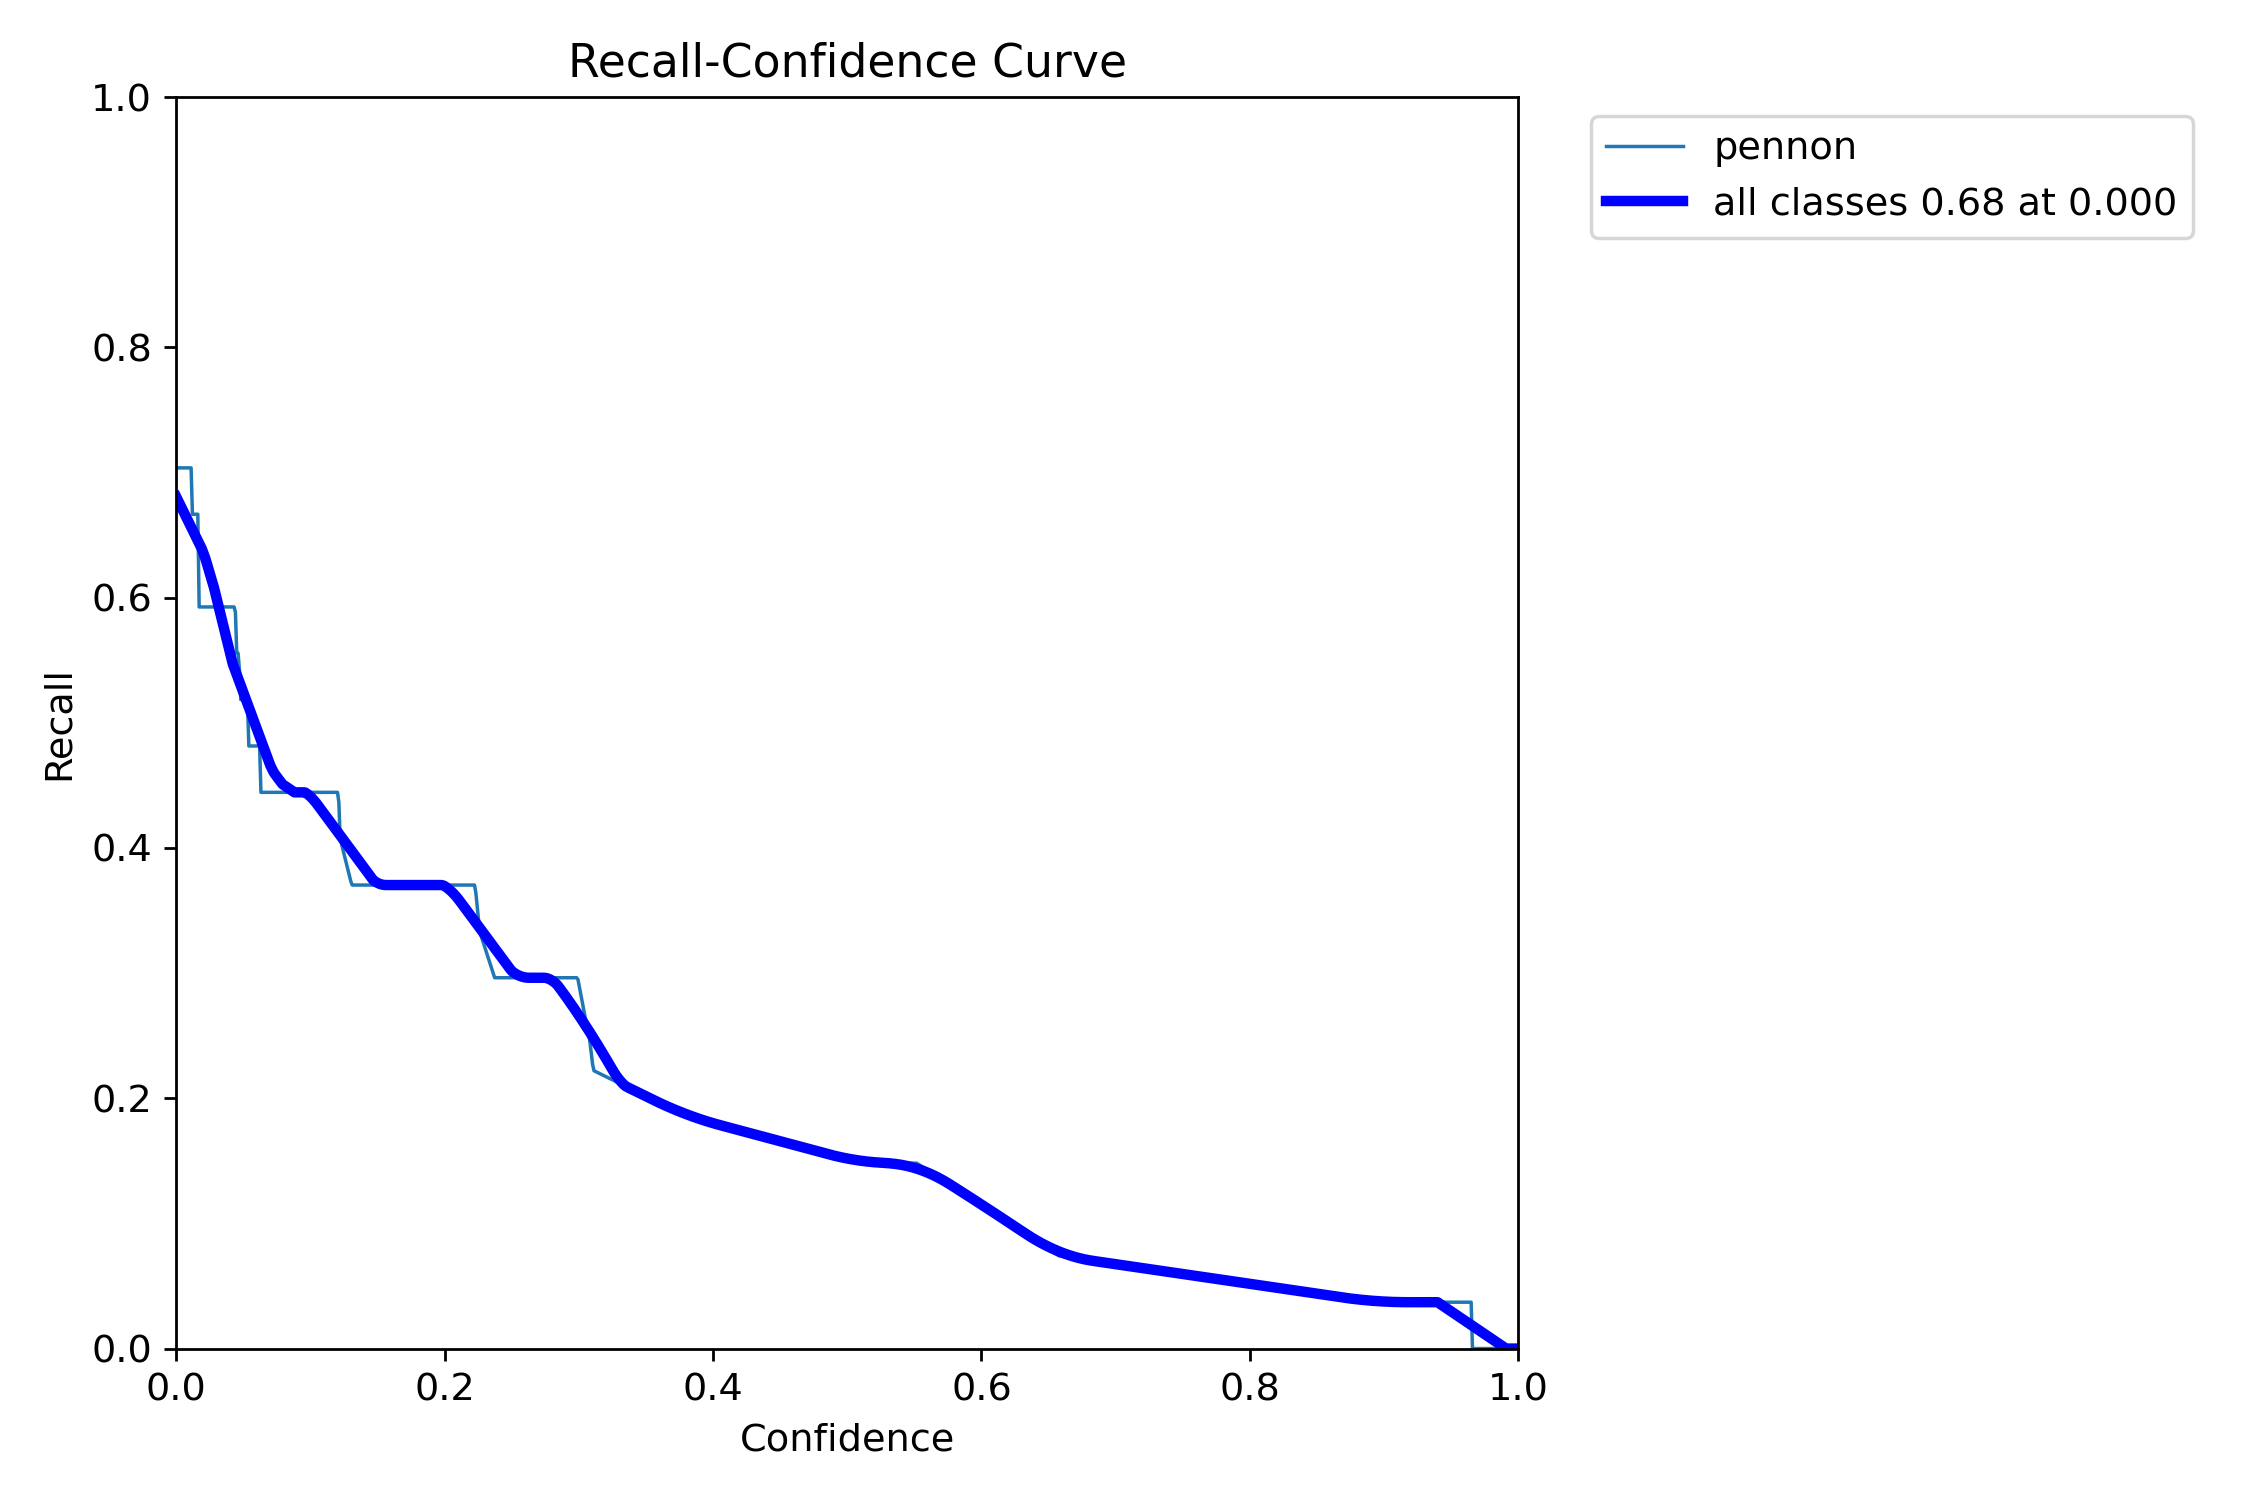 Recall-Confidence Curve
1.0
0.8
0.6
0.4
0.2
0.0
Recall
0.0 0.2 0.4 0.6 0.8 1.0
Confidence
pennon
all classes 0.68 at 0.000